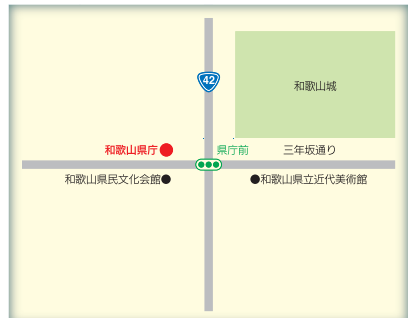 42
和歌山城
和歌山県庁
県庁前
三年坂通り
和歌山県民文化会館
和歌山県立近代美術館